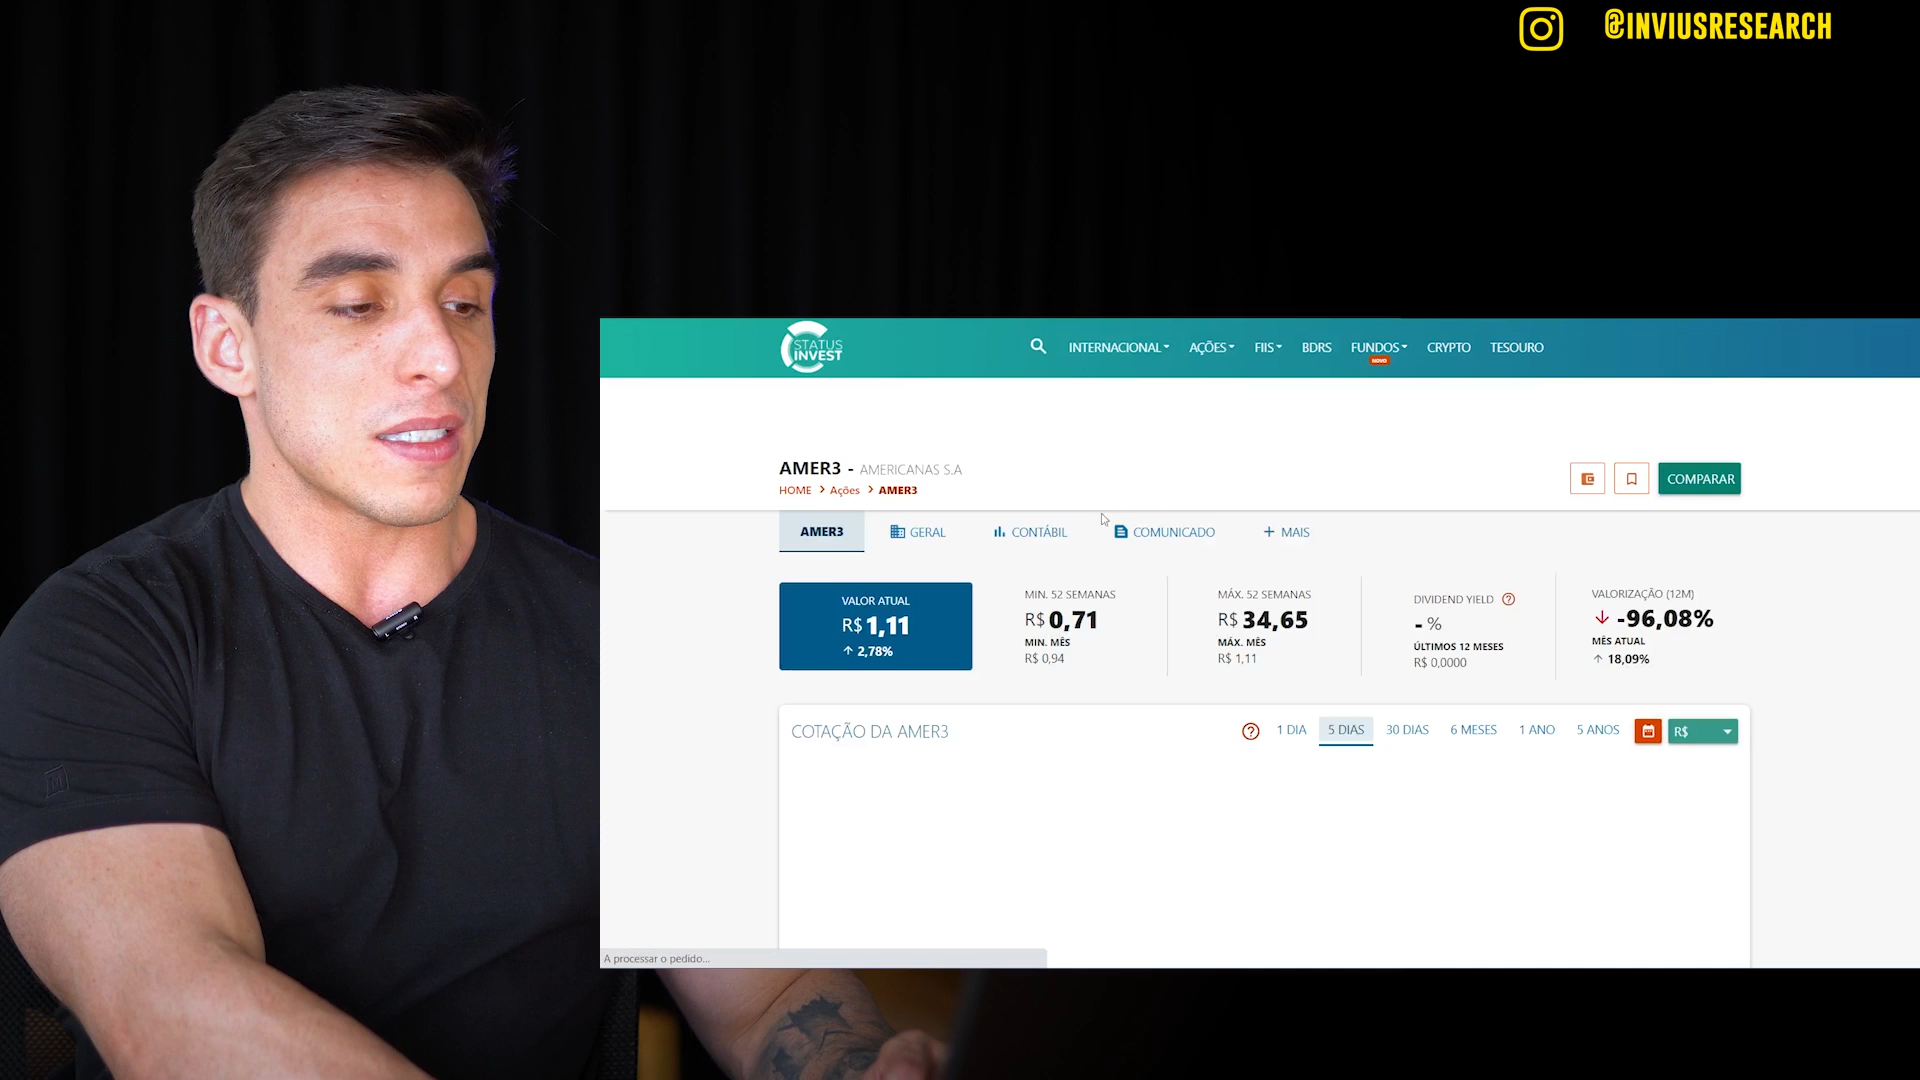 @INVIUSRESEARCH
STATUS
INVEST
INTERNACIONAL
AÇÕES
FIIS
BDRS
FUNDOS
NOVO
CRYPTO
TESOURO
AMER3 - AMERICANAS S.A
HOME > Ações > AMER3
COMPARAR
AMER3
GERAL
CONTÁBIL
COMUNICADO
+ MAIS
VALOR ATUAL
R$ 1,11
↑ 2,78%
MIN. 52 SEMANAS
R$ 0,71
MIN. MÊS
R$ 0,94
MÁX. 52 SEMANAS
R$ 34,65
MÁX. MÊS
R$ 1,11
DIVIDEND YIELD ?
- %
ÚLTIMOS 12 MESES
R$ 0,0000
VALORIZAÇÃO (12M)
↓ -96,08%
MÊS ATUAL
↑ 18,09%
COTAÇÃO DA AMER3
? 1 DIA 5 DIAS 30 DIAS 6 MESES 1 ANO 5 ANOS R$
A processar o pedido...